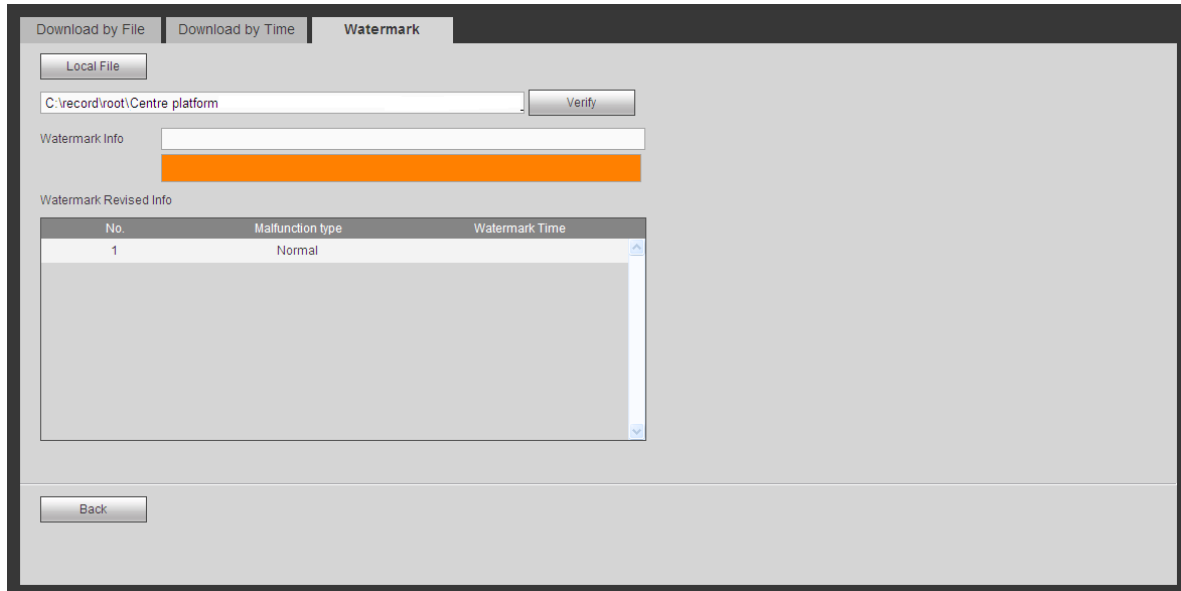 Download by File Download by Time Watermark
Local File
C:\record\root\Centre platform Verify
Watermark Info
Watermark Revised Info
No. Malfunction type Watermark Time
1 Normal
Back